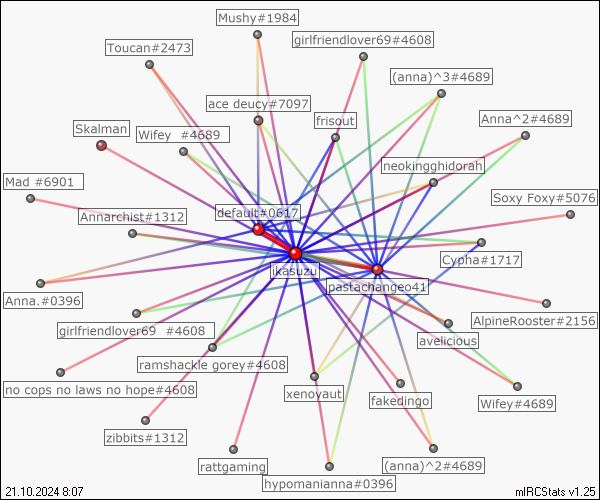 Mushy#1984
girlfriendlover69#4608
Toucan#2473
(anna)^3#4689
ace deucy#7097
frisout
Anna^2#4689
Skalman
Wifey #4689
neokingghidorah
Mad #6901
Soxy Foxy#5076
Annarchist#1312
default#0617
Cypha#1717
ikasuzu
pastachangeo41
Anna.#0396
AlpineRooster#2156
girlfriendlover69 #4608
avelicious
ramshackle gorey#4608
no cops no laws no hope#4608
xenovaut
fakedingo
Wifey#4689
zibbits#1312
rattgaming
(anna)^2#4689
hypomanianna#0396
21.10.2024 8:07
mIRCStats v1.25